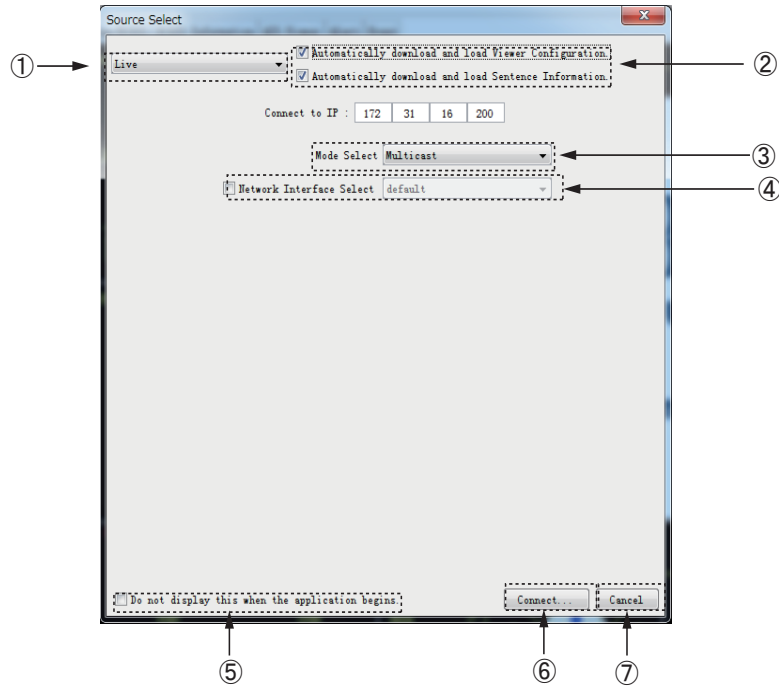 Source Select
x
① Live
Automatically download and load Viewer Configuration.
Automatically download and load Sentence Information. ②
Connect to IP : 172 31 16 200
Mode Select Multicast ③
Network Interface Select default ④
Do not display this when the application begins. Connect... Cancel
⑤ ⑥ ⑦